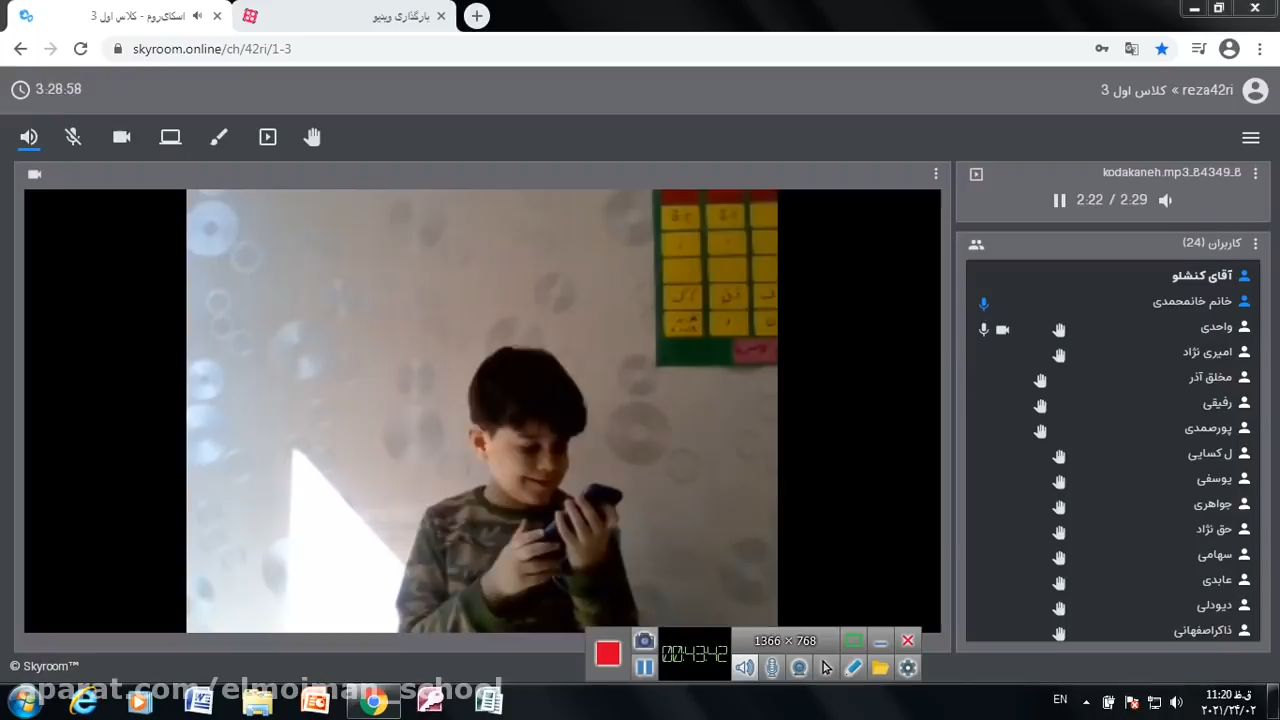 اسکای‌روم - کلاس اول 3
بارگذاری ویدیو
skyroom.online/ch/42ri/1-3
3:28:58
reza42ri » کلاس اول 3
kodakaneh.mp3_84349_8
2:22 / 2:29
کاربران (24)
آقای کنشلو
خانم خانمحمدی
واحدی
امیری نژاد
مخلق آذر
رفیقی
پورصمدی
ل کسایی
یوسفی
جواهری
حق نژاد
سهامی
عابدی
دیودلی
ذاکراصفهانی
1366 × 768
00:43:42
© Skyroom™
aparat.com/elmoiman_school
EN
11:20 ق.ظ
۲۰۲۱/۲۴/۰۲